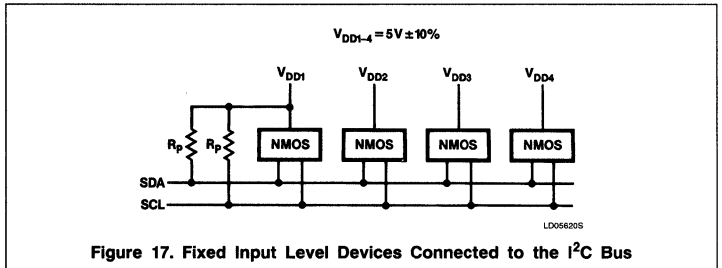 V_DD1–4 = 5V ±10%
V_DD1 V_DD2 V_DD3 V_DD4
R_P R_P NMOS NMOS NMOS NMOS
SDA
SCL
LD05620S
Figure 17. Fixed Input Level Devices Connected to the I²C Bus